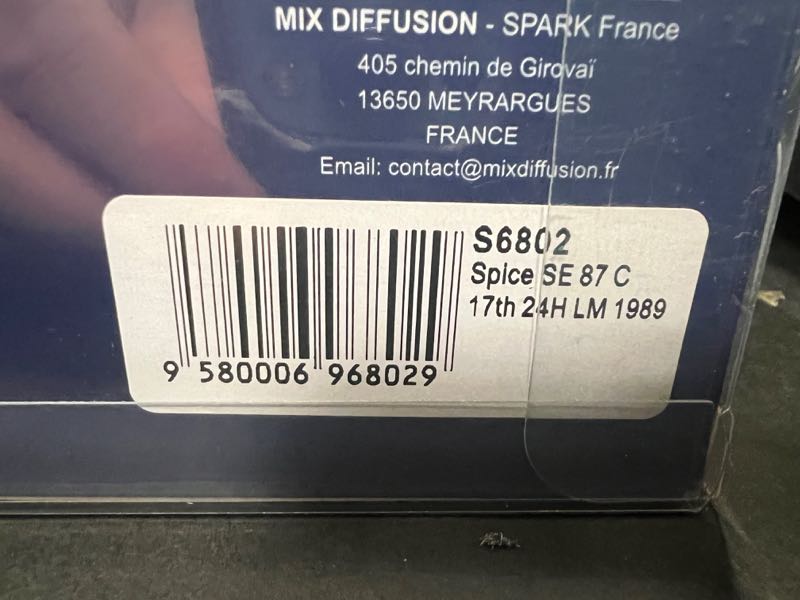 MIX DIFFUSION - SPARK France
405 chemin de Girovaï
13650 MEYRARGUES
FRANCE
Email: contact@mixdiffusion.fr
S6802
Spice SE 87 C
17th 24H LM 1989
9 580006 968029